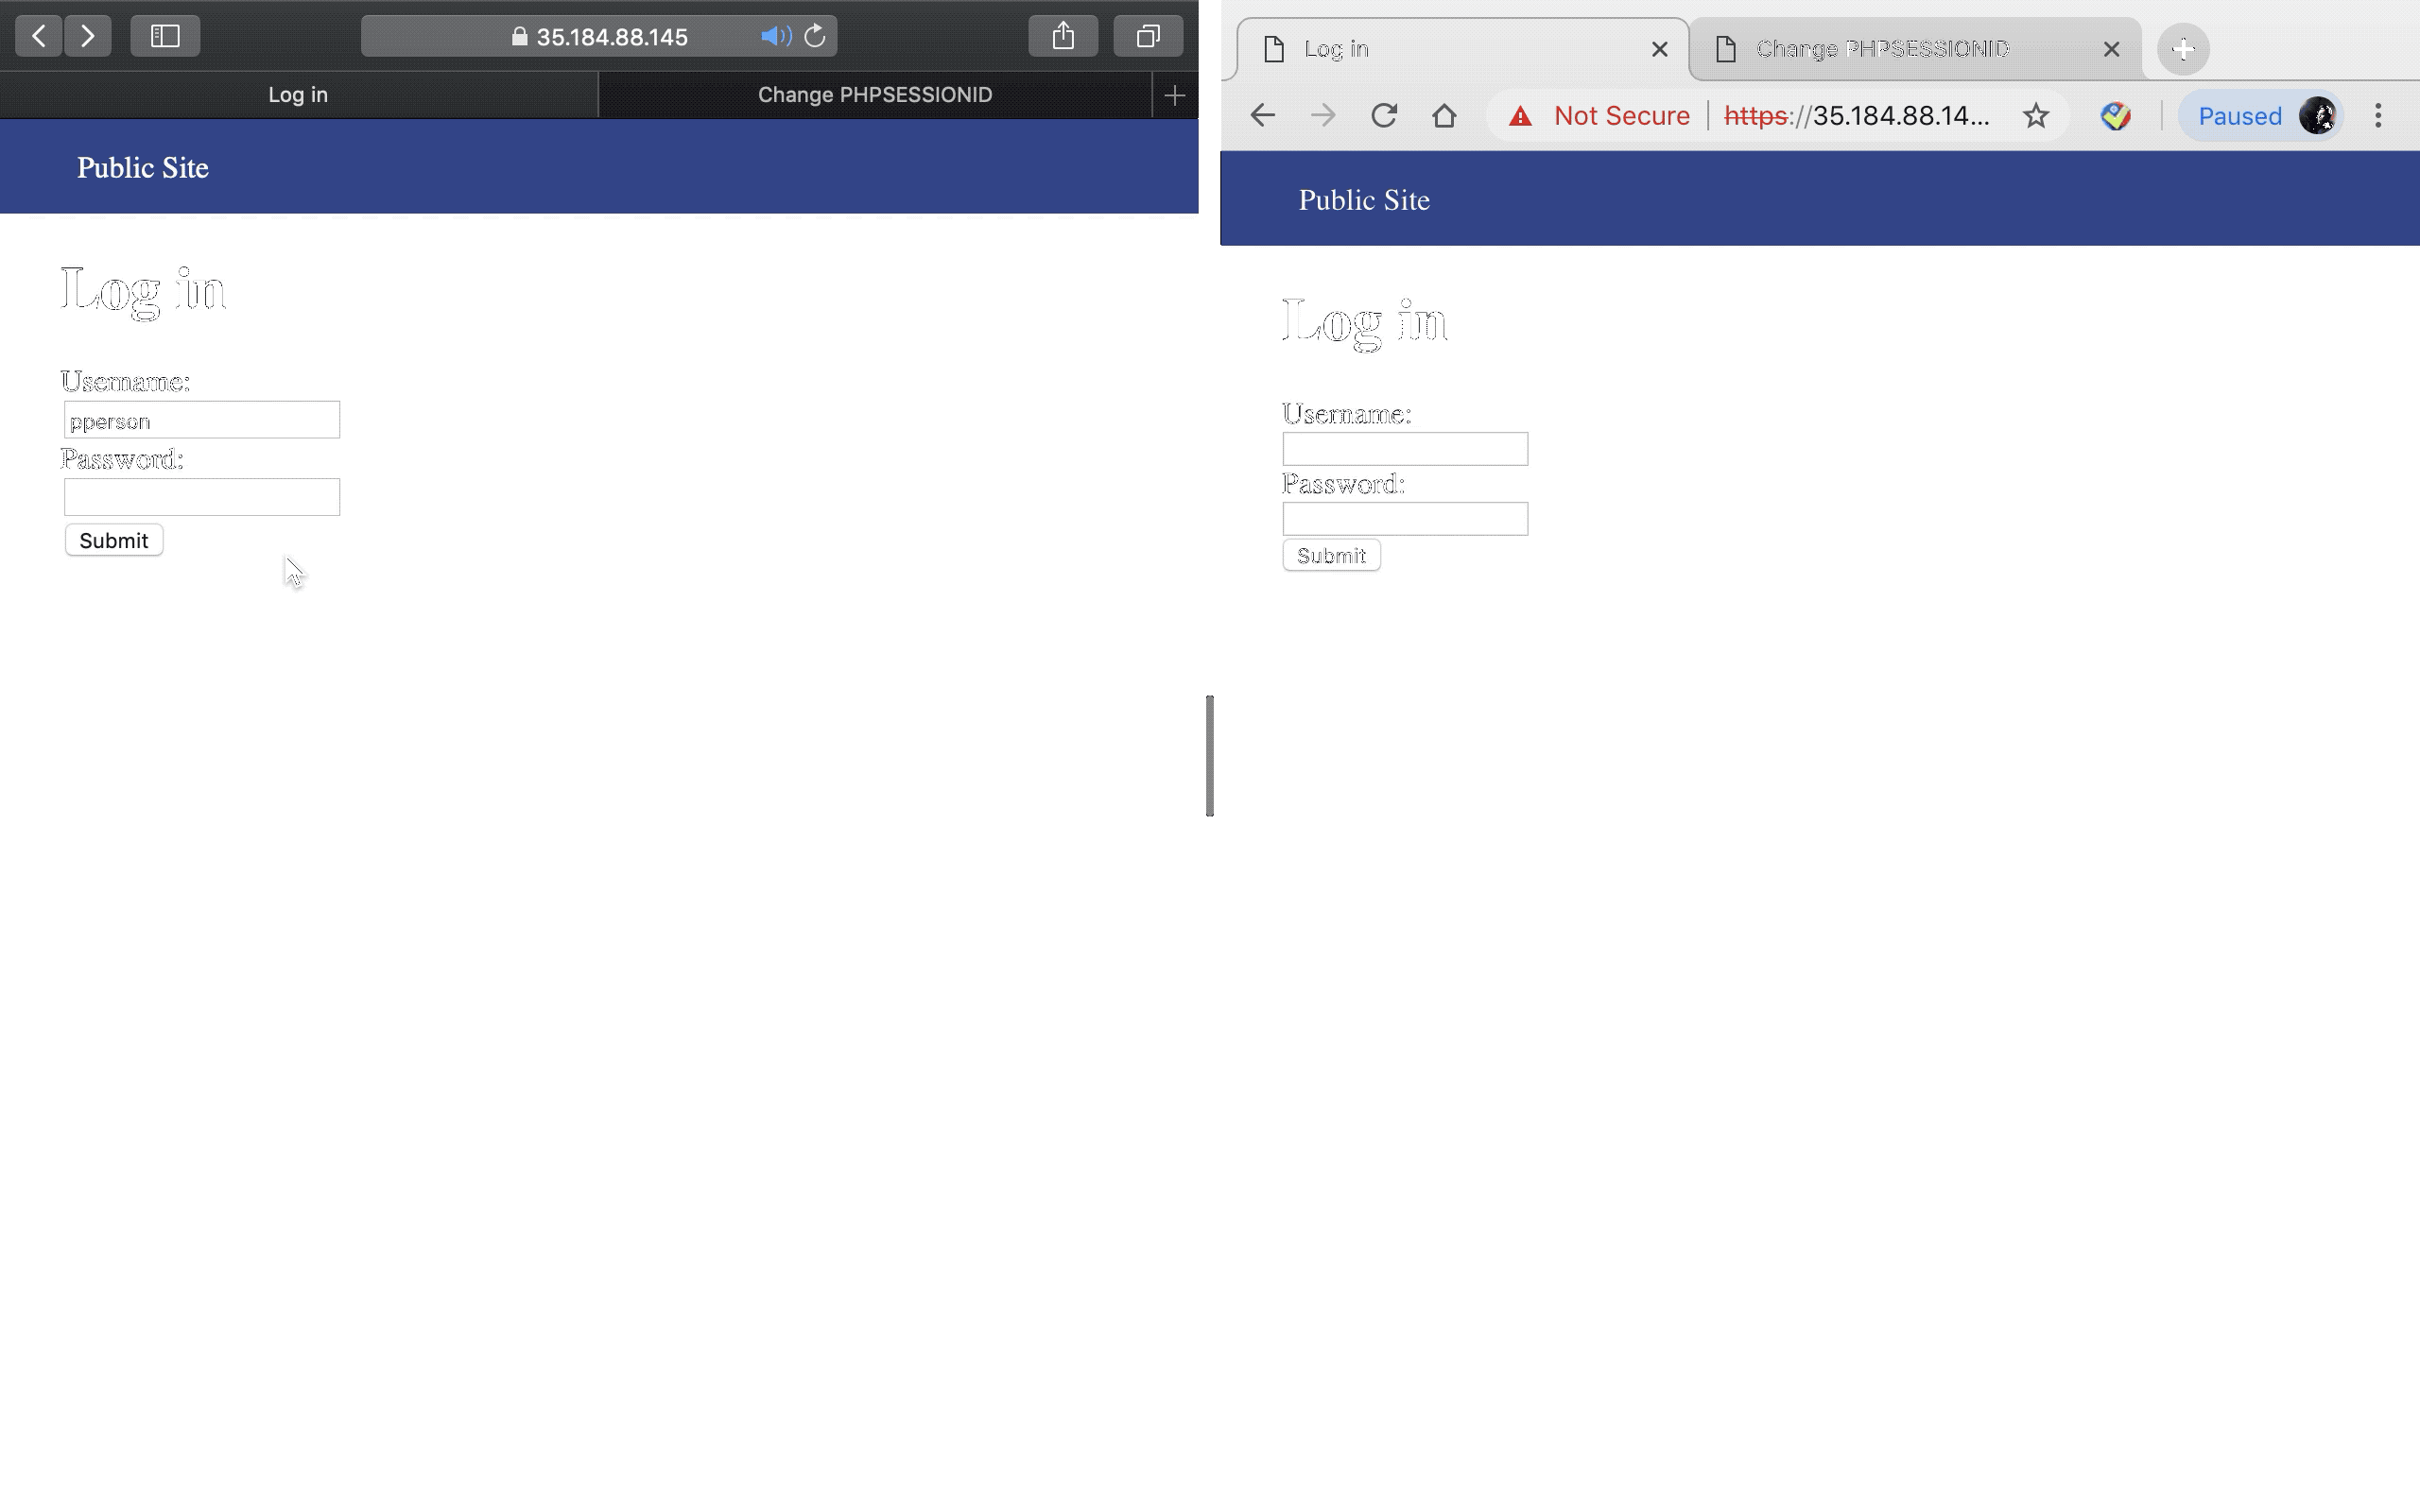 35.184.88.145
Log in
Change PHPSESSIONID
Public Site
Log in
Username:
pperson
Password:
Submit
Log in
Change PHPSESSIONID
Not Secure
https://35.184.88.14...
Paused
Public Site
Log in
Username:
Password:
Submit